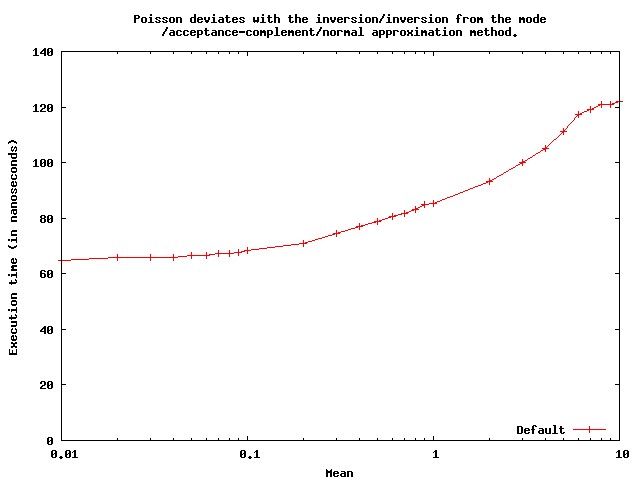 Poisson deviates with the inversion/inversion from the mode
/acceptance-complement/normal approximation method.
140
120
100
80
60
40
20
0
Execution time (in nanoseconds)
Default
0.01 0.1 1 10
Mean